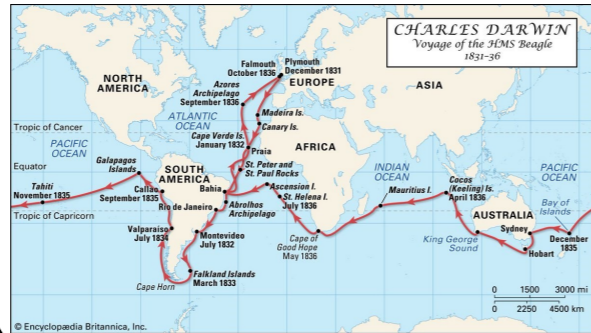 CHARLES DARWIN
Voyage of the HMS Beagle
1831-36
Falmouth
October 1836
Plymouth
December 1831
NORTH
AMERICA
EUROPE
ASIA
Azores
Archipelago
September 1836
ATLANTIC
OCEAN
Madeira Is.
Canary Is.
Tropic of Cancer
Cape Verde Is.
January 1832
AFRICA
PACIFIC
OCEAN
Praia
St. Peter and
St. Paul Rocks
INDIAN
OCEAN
PACIFIC
OCEAN
Equator
Galapagos
Islands
SOUTH
AMERICA
Tahiti
November 1835
Callao
September 1835
Bahia
Ascension I.
St. Helena I.
July 1836
Mauritius I.
Cocos
(Keeling) Is.
April 1836
Bay of
Islands
Rio de Janeiro
Abrolhos
Archipelago
AUSTRALIA
Tropic of Capricorn
Sydney
Valparaiso
July 1834
Montevideo
July 1832
Cape of
Good Hope
May 1836
King George
Sound
December
1835
Hobart
Falkland Islands
March 1833
Cape Horn
0 1500 3000 mi
0 2250 4500 km
© Encyclopædia Britannica, Inc.